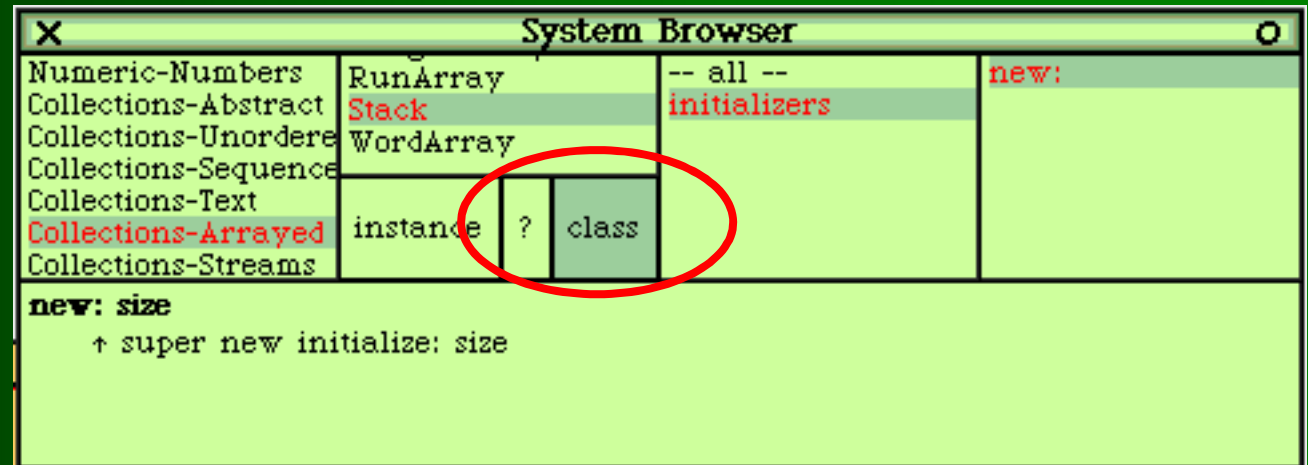 X System Browser O
Numeric-Numbers
Collections-Abstract
Collections-Unordere
Collections-Sequence
Collections-Text
Collections-Arrayed
Collections-Streams
RunArray
Stack
WordArray
instance ? class
-- all --
initializers
new:
new: size
↑ super new initialize: size